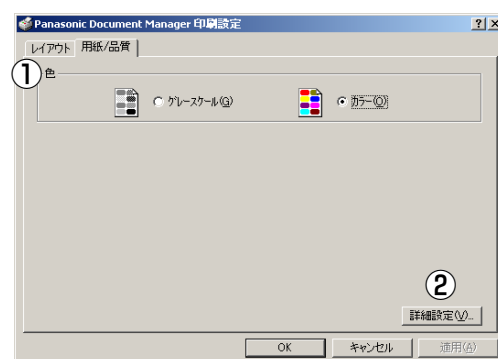 Panasonic Document Manager 印刷設定
レイアウト 用紙/品質
① 色
グレースケール(G) カラー(O)
②
詳細設定(V)...
OK キャンセル 適用(A)